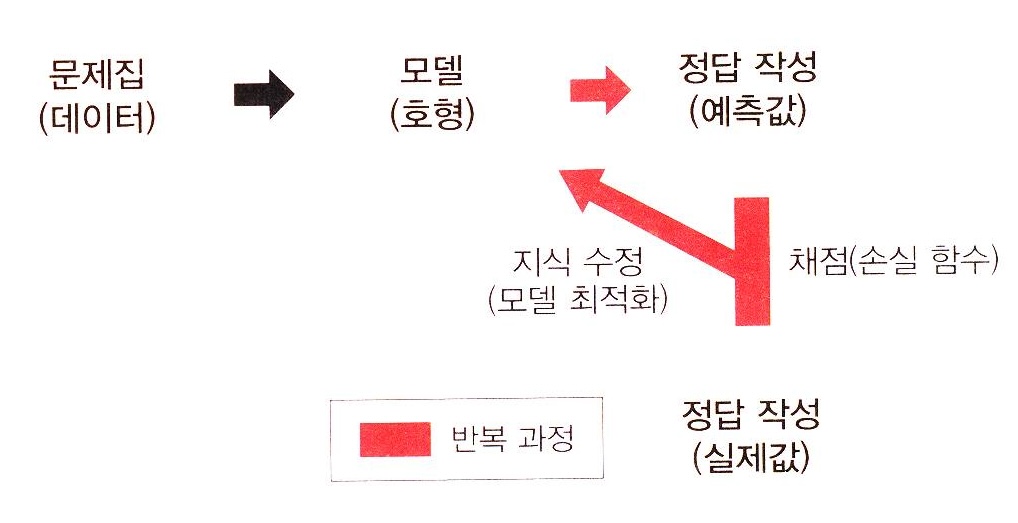 문제집
(데이터)
모델
(호형)
정답 작성
(예측값)
지식 수정
(모델 최적화)
채점(손실 함수)
반복 과정
정답 작성
(실제값)